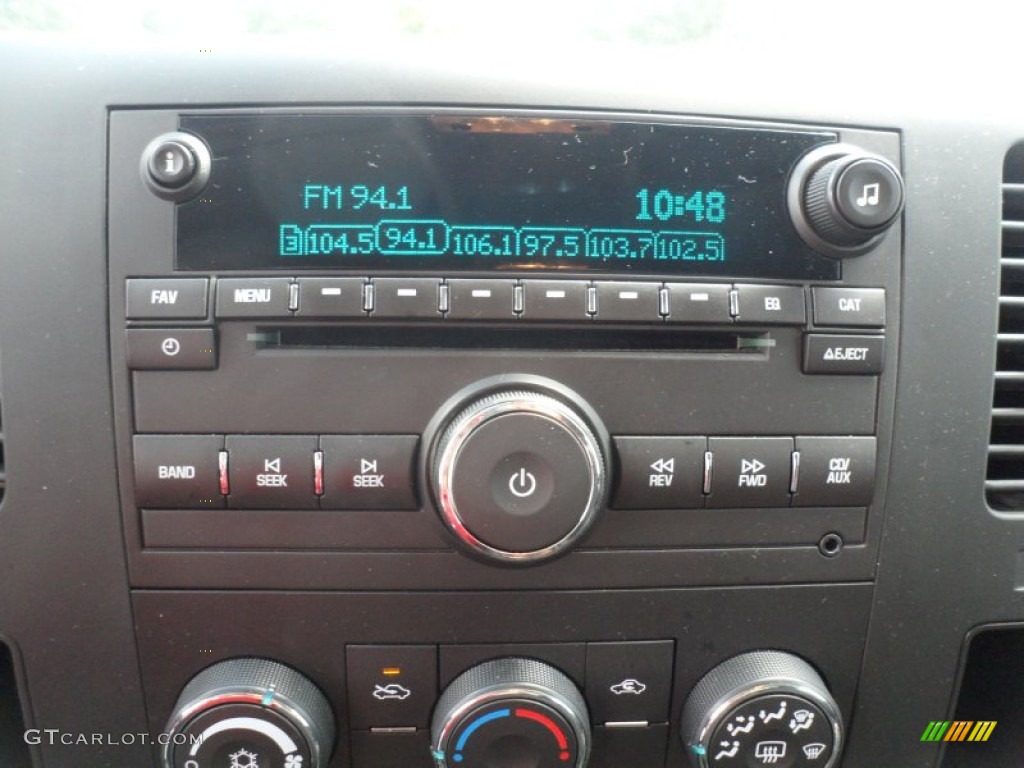 FM 94.1 10:48
3 104.5 94.1 106.1 97.5 103.7 102.5
FAV MENU EQ CAT
EJECT
BAND SEEK SEEK REV FWD CD/
AUX
GTCARLOT.COM